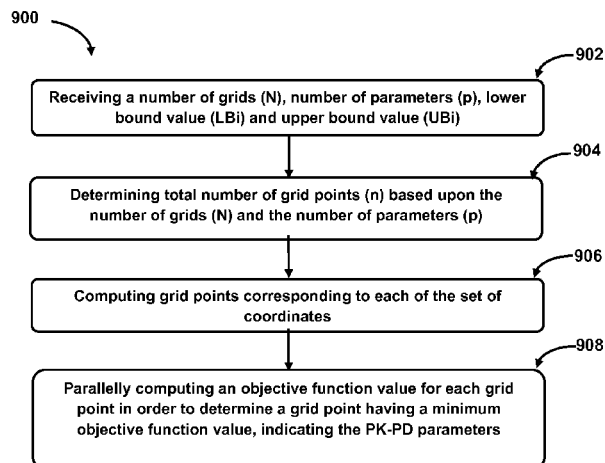 900
902
Receiving a number of grids (N), number of parameters (p), lower
bound value (LBi) and upper bound value (UBi)
904
Determining total number of grid points (n) based upon the
number of grids (N) and the number of parameters (p)
906
Computing grid points corresponding to each of the set of
coordinates
908
Parallelly computing an objective function value for each grid
point in order to determine a grid point having a minimum
objective function value, indicating the PK-PD parameters